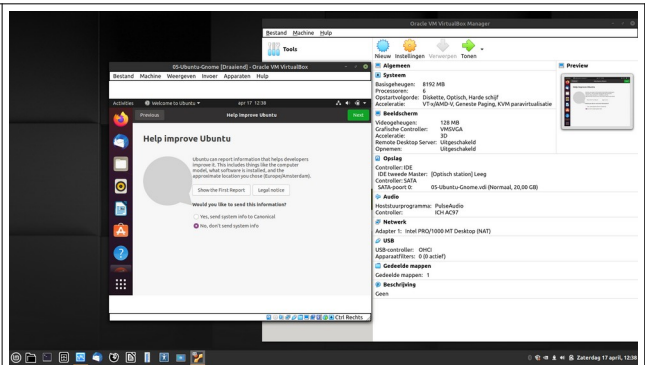 Oracle VM VirtualBox Manager
Bestand Machine Hulp
Tools
Nieuw Instellingen Verwerpen Tonen
05-Ubuntu-Gnome [Draaiend] - Oracle VM VirtualBox
Bestand Machine Weergeven Invoer Apparaten Hulp
Activities Welcome to Ubuntu apr 17 12:38
Previous Help Improve Ubuntu Next
Help improve Ubuntu
Ubuntu can report information that helps developers
improve it. This includes things like the computer
model, what software is installed, and the
approximate location you chose (Europe/Amsterdam).
Show the First Report Legal notice
Would you like to send this information?
Yes, send system info to Canonical
No, don't send system info
Ctrl Rechts
Algemeen
Systeem
Basisgeheugen: 8192 MB
Processoren: 6
Opstartvolgorde: Diskette, Optisch, Harde schijf
Acceleratie: VT-x/AMD-V, Geneste Paging, KVM paravirtualisatie
Beeldscherm
Videogeheugen: 128 MB
Grafische Controller: VMSVGA
Acceleratie: 3D
Remote Desktop Server: Uitgeschakeld
Opnemen: Uitgeschakeld
Opslag
Controller: IDE
IDE tweede Master: [Optisch station] Leeg
Controller: SATA
SATA-poort 0: 05-Ubuntu-Gnome.vdi (Normaal, 20,00 GB)
Audio
Hoststuurprogramma: PulseAudio
Controller: ICH AC97
Netwerk
Adapter 1: Intel PRO/1000 MT Desktop (NAT)
USB
USB-controller: OHCI
Apparaatfilters: 0 (0 actief)
Gedeelde mappen
Gedeelde mappen: 1
Beschrijving
Geen
Preview
Zaterdag 17 april, 12:38